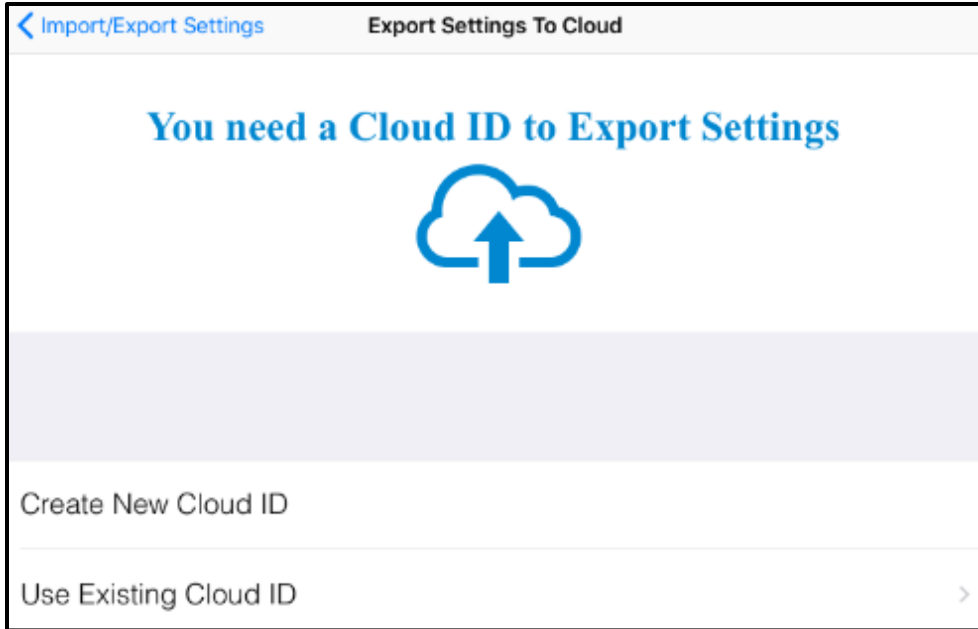 Import/Export Settings
Export Settings To Cloud
You need a Cloud ID to Export Settings
Create New Cloud ID
Use Existing Cloud ID